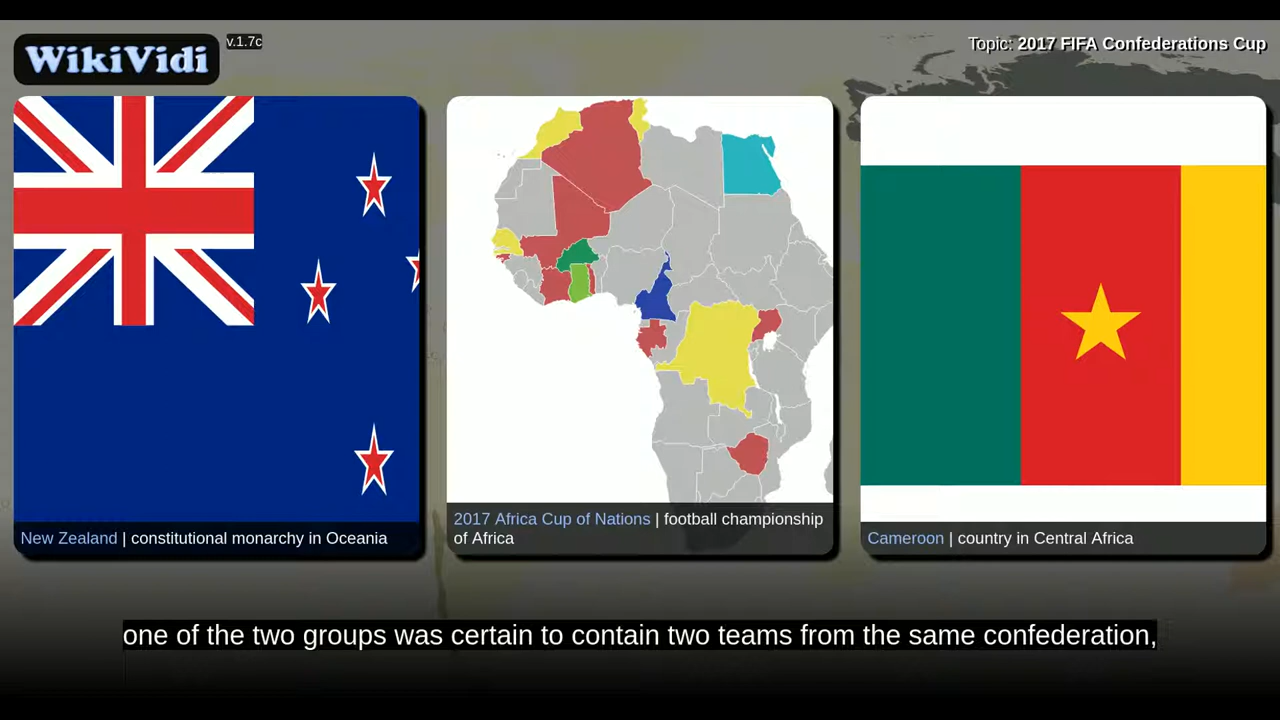 WikiVidi
v.1.7c
Topic: 2017 FIFA Confederations Cup
New Zealand | constitutional monarchy in Oceania
2017 Africa Cup of Nations | football championship
of Africa
Cameroon | country in Central Africa
one of the two groups was certain to contain two teams from the same confederation,